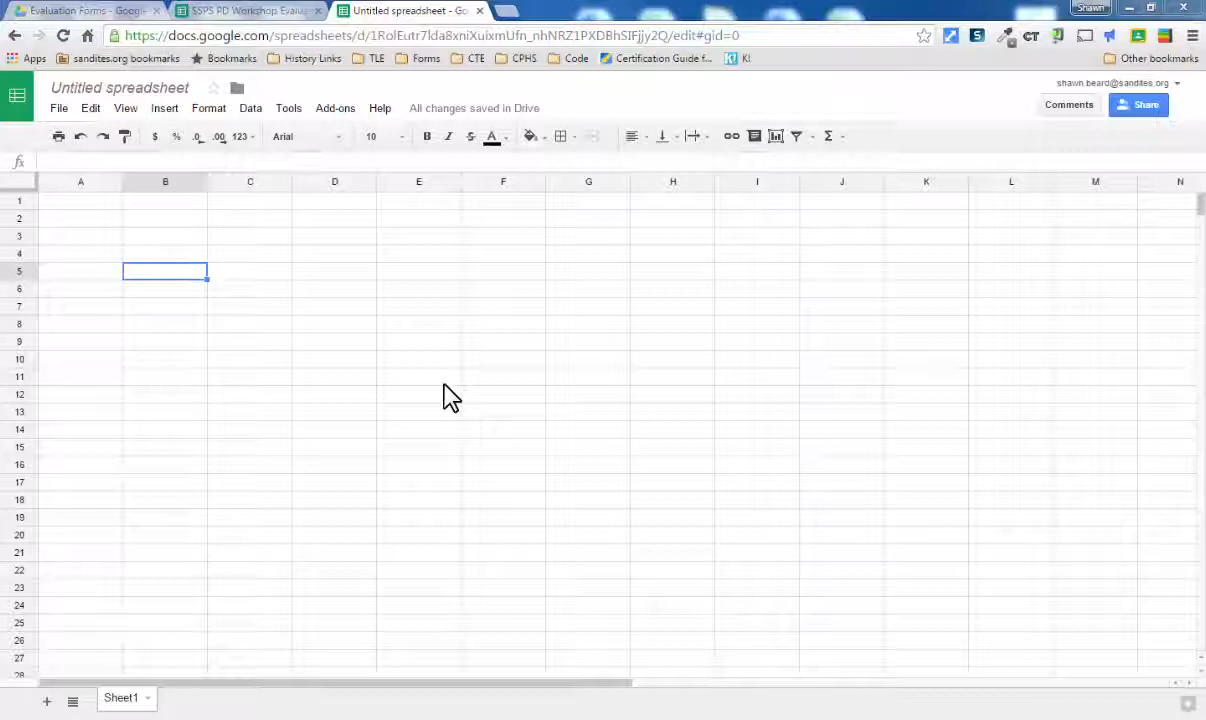 Evaluation Forms - Google
SSPS PD Workshop Evalua
Untitled spreadsheet - Go
Shawn
https://docs.google.com/spreadsheets/d/1RolEutr7lda8xniXuixmUfn_nhNRZ1PXDBhSIFjjy2Q/edit#gid=0
Apps
sandites.org bookmarks
Bookmarks
History Links
TLE
Forms
CTE
CPHS
Code
Certification Guide f...
K!
Other bookmarks
Untitled spreadsheet
shawn.beard@sandites.org
File Edit View Insert Format Data Tools Add-ons Help All changes saved in Drive
Comments
Share
$ % .0 .00 123 Arial 10 B I S A Σ
fx
A B C D E F G H I J K L M N
1
2
3
4
5
6
7
8
9
10
11
12
13
14
15
16
17
18
19
20
21
22
23
24
25
26
27
28
Sheet1